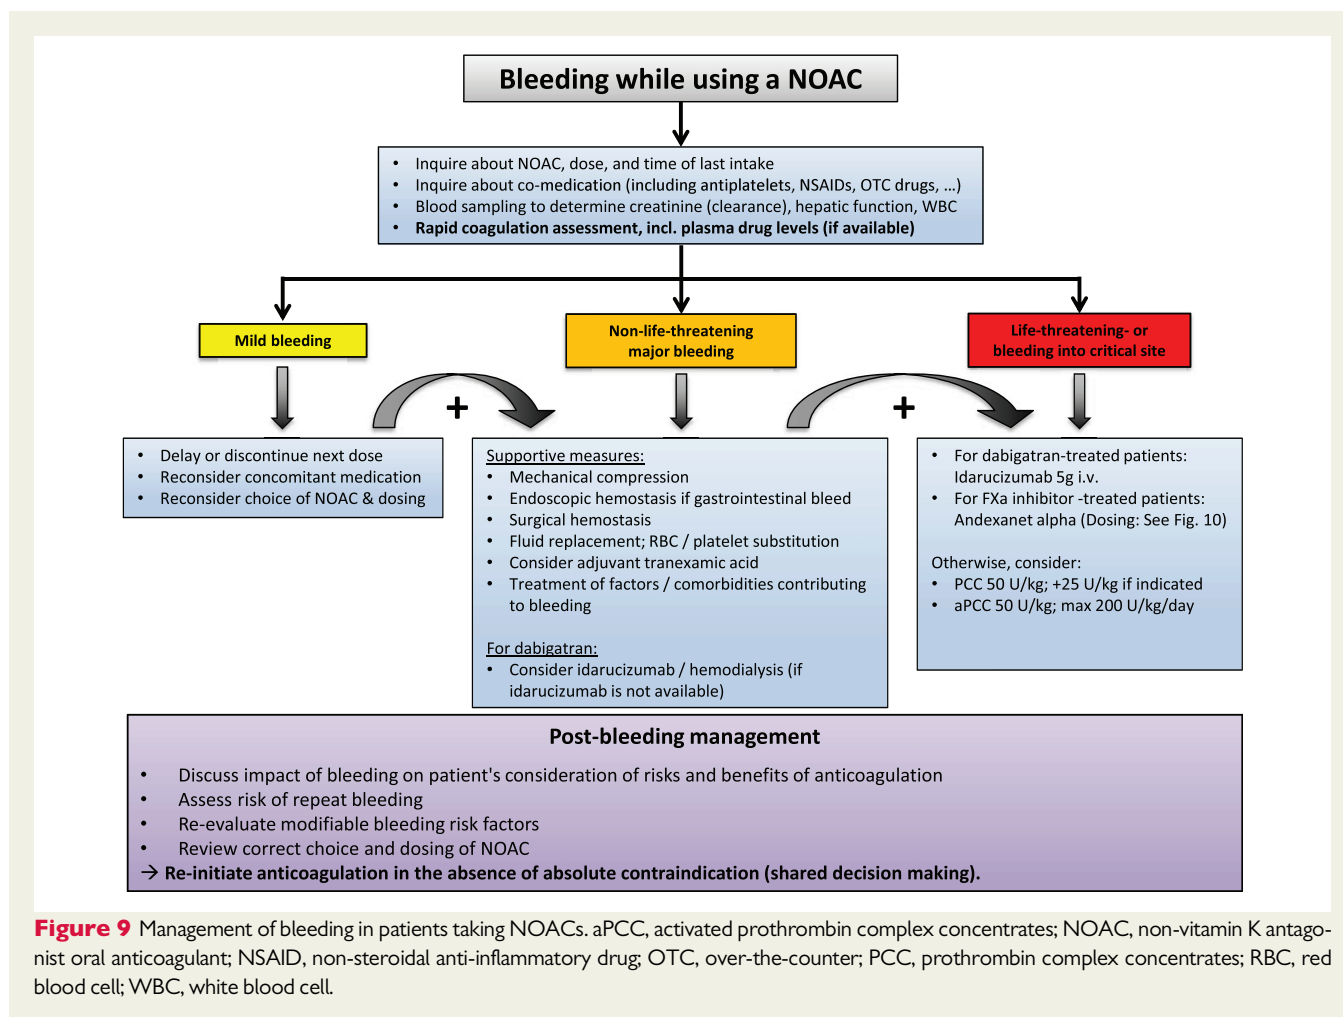 Bleeding while using a NOAC
• Inquire about NOAC, dose, and time of last intake
• Inquire about co-medication (including antiplatelets, NSAIDs, OTC drugs, ...)
• Blood sampling to determine creatinine (clearance), hepatic function, WBC
• Rapid coagulation assessment, incl. plasma drug levels (if available)
Mild bleeding
Non-life-threatening
major bleeding
Life-threatening- or
bleeding into critical site
+
+
• Delay or discontinue next dose
• Reconsider concomitant medication
• Reconsider choice of NOAC & dosing
Supportive measures:
• Mechanical compression
• Endoscopic hemostasis if gastrointestinal bleed
• Surgical hemostasis
• Fluid replacement; RBC / platelet substitution
• Consider adjuvant tranexamic acid
• Treatment of factors / comorbidities contributing
to bleeding
For dabigatran:
• Consider idarucizumab / hemodialysis (if
idarucizumab is not available)
• For dabigatran-treated patients:
Idarucizumab 5g i.v.
• For FXa inhibitor -treated patients:
Andexanet alpha (Dosing: See Fig. 10)
Otherwise, consider:
• PCC 50 U/kg; +25 U/kg if indicated
• aPCC 50 U/kg; max 200 U/kg/day
Post-bleeding management
• Discuss impact of bleeding on patient's consideration of risks and benefits of anticoagulation
• Assess risk of repeat bleeding
• Re-evaluate modifiable bleeding risk factors
• Review correct choice and dosing of NOAC
→ Re-initiate anticoagulation in the absence of absolute contraindication (shared decision making).
Figure 9 Management of bleeding in patients taking NOACs. aPCC, activated prothrombin complex concentrates; NOAC, non-vitamin K antago-
nist oral anticoagulant; NSAID, non-steroidal anti-inflammatory drug; OTC, over-the-counter; PCC, prothrombin complex concentrates; RBC, red
blood cell; WBC, white blood cell.